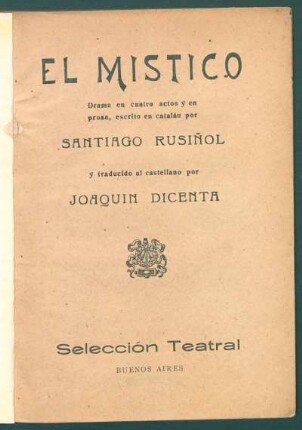 EL MISTICO
Drama en cuatro actos y en
prosa, escrito en catalán por
SANTIAGO RUSIÑOL
y traducido al castellano por
JOAQUIN DICENTA
Selección Teatral
BUENOS AIRES